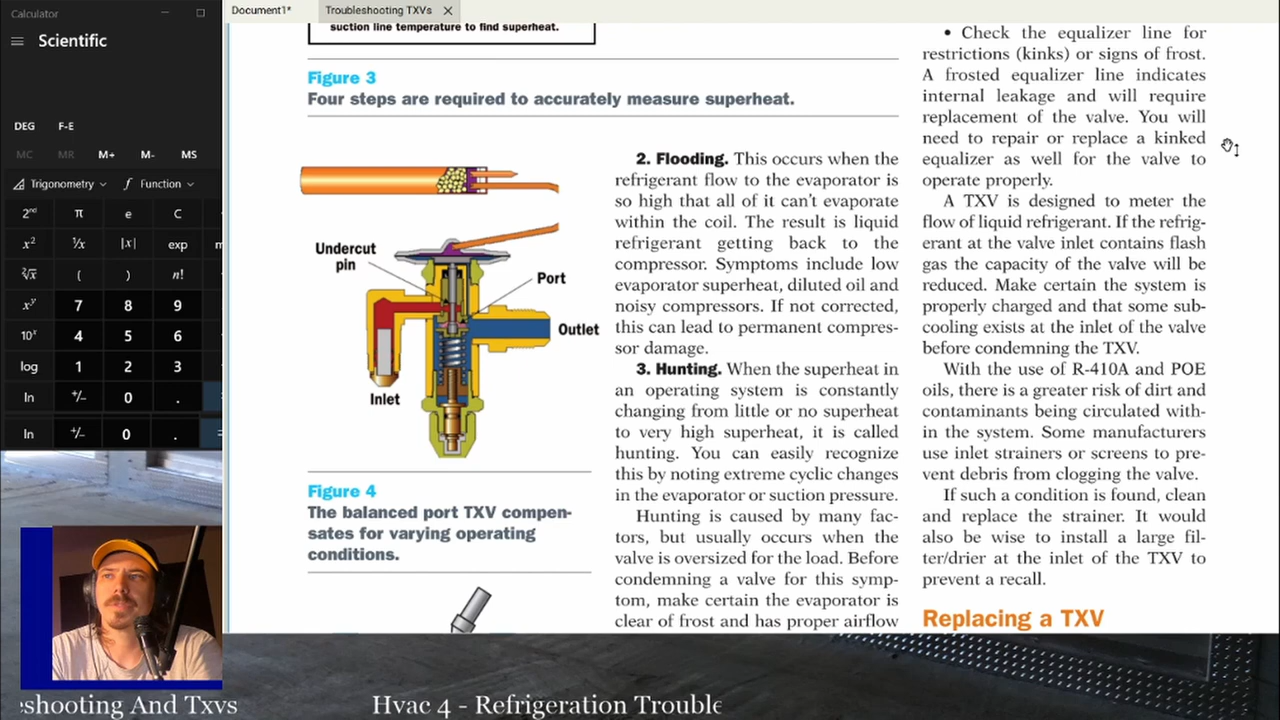 Calculator
Scientific
DEG F-E
MC MR M+ M- MS
Trigonometry Function
2nd π e C
x² ¹/x |x| exp m
²√x ( ) n!
xʸ 7 8 9
10ˣ 4 5 6
log 1 2 3
ln +/- 0 .
ln +/- 0 .
Document1* Troubleshooting TXVs
suction line temperature to find superheat.
Figure 3
Four steps are required to accurately measure superheat.
Undercut
pin
Port
Outlet
Inlet
Figure 4
The balanced port TXV compen-
sates for varying operating
conditions.
2. Flooding. This occurs when the
refrigerant flow to the evaporator is
so high that all of it can't evaporate
within the coil. The result is liquid
refrigerant getting back to the
compressor. Symptoms include low
evaporator superheat, diluted oil and
noisy compressors. If not corrected,
this can lead to permanent compres-
sor damage.
3. Hunting. When the superheat in
an operating system is constantly
changing from little or no superheat
to very high superheat, it is called
hunting. You can easily recognize
this by noting extreme cyclic changes
in the evaporator or suction pressure.
Hunting is caused by many fac-
tors, but usually occurs when the
valve is oversized for the load. Before
condemning a valve for this symp-
tom, make certain the evaporator is
clear of frost and has proper airflow
• Check the equalizer line for
restrictions (kinks) or signs of frost.
A frosted equalizer line indicates
internal leakage and will require
replacement of the valve. You will
need to repair or replace a kinked
equalizer as well for the valve to
operate properly.
A TXV is designed to meter the
flow of liquid refrigerant. If the refrig-
erant at the valve inlet contains flash
gas the capacity of the valve will be
reduced. Make certain the system is
properly charged and that some sub-
cooling exists at the inlet of the valve
before condemning the TXV.
With the use of R-410A and POE
oils, there is a greater risk of dirt and
contaminants being circulated with-
in the system. Some manufacturers
use inlet strainers or screens to pre-
vent debris from clogging the valve.
If such a condition is found, clean
and replace the strainer. It would
also be wise to install a large fil-
ter/drier at the inlet of the TXV to
prevent a recall.
Replacing a TXV
eshooting And Txvs Hvac 4 - Refrigeration Trouble